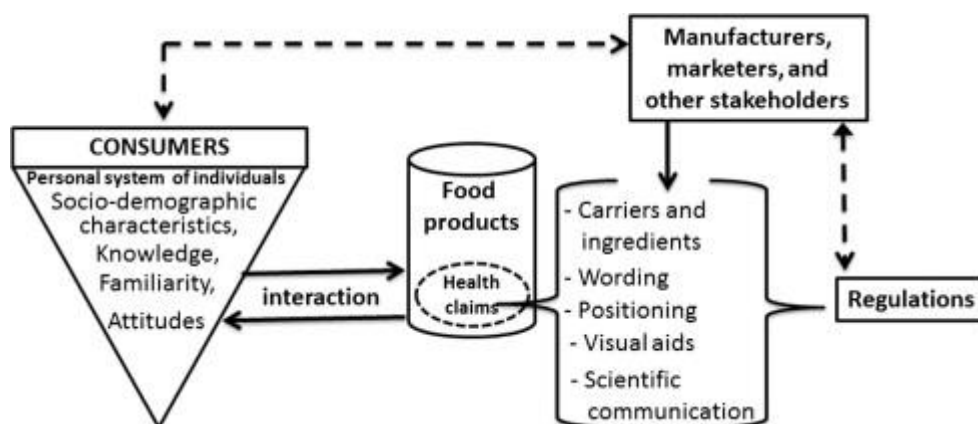 Manufacturers,
marketers, and
other stakeholders
CONSUMERS
Personal system of individuals
Socio-demographic
characteristics,
Knowledge,
Familiarity,
Attitudes
interaction
Food
products
Health
claims
- Carriers and
ingredients
- Wording
- Positioning
- Visual aids
- Scientific
communication
Regulations